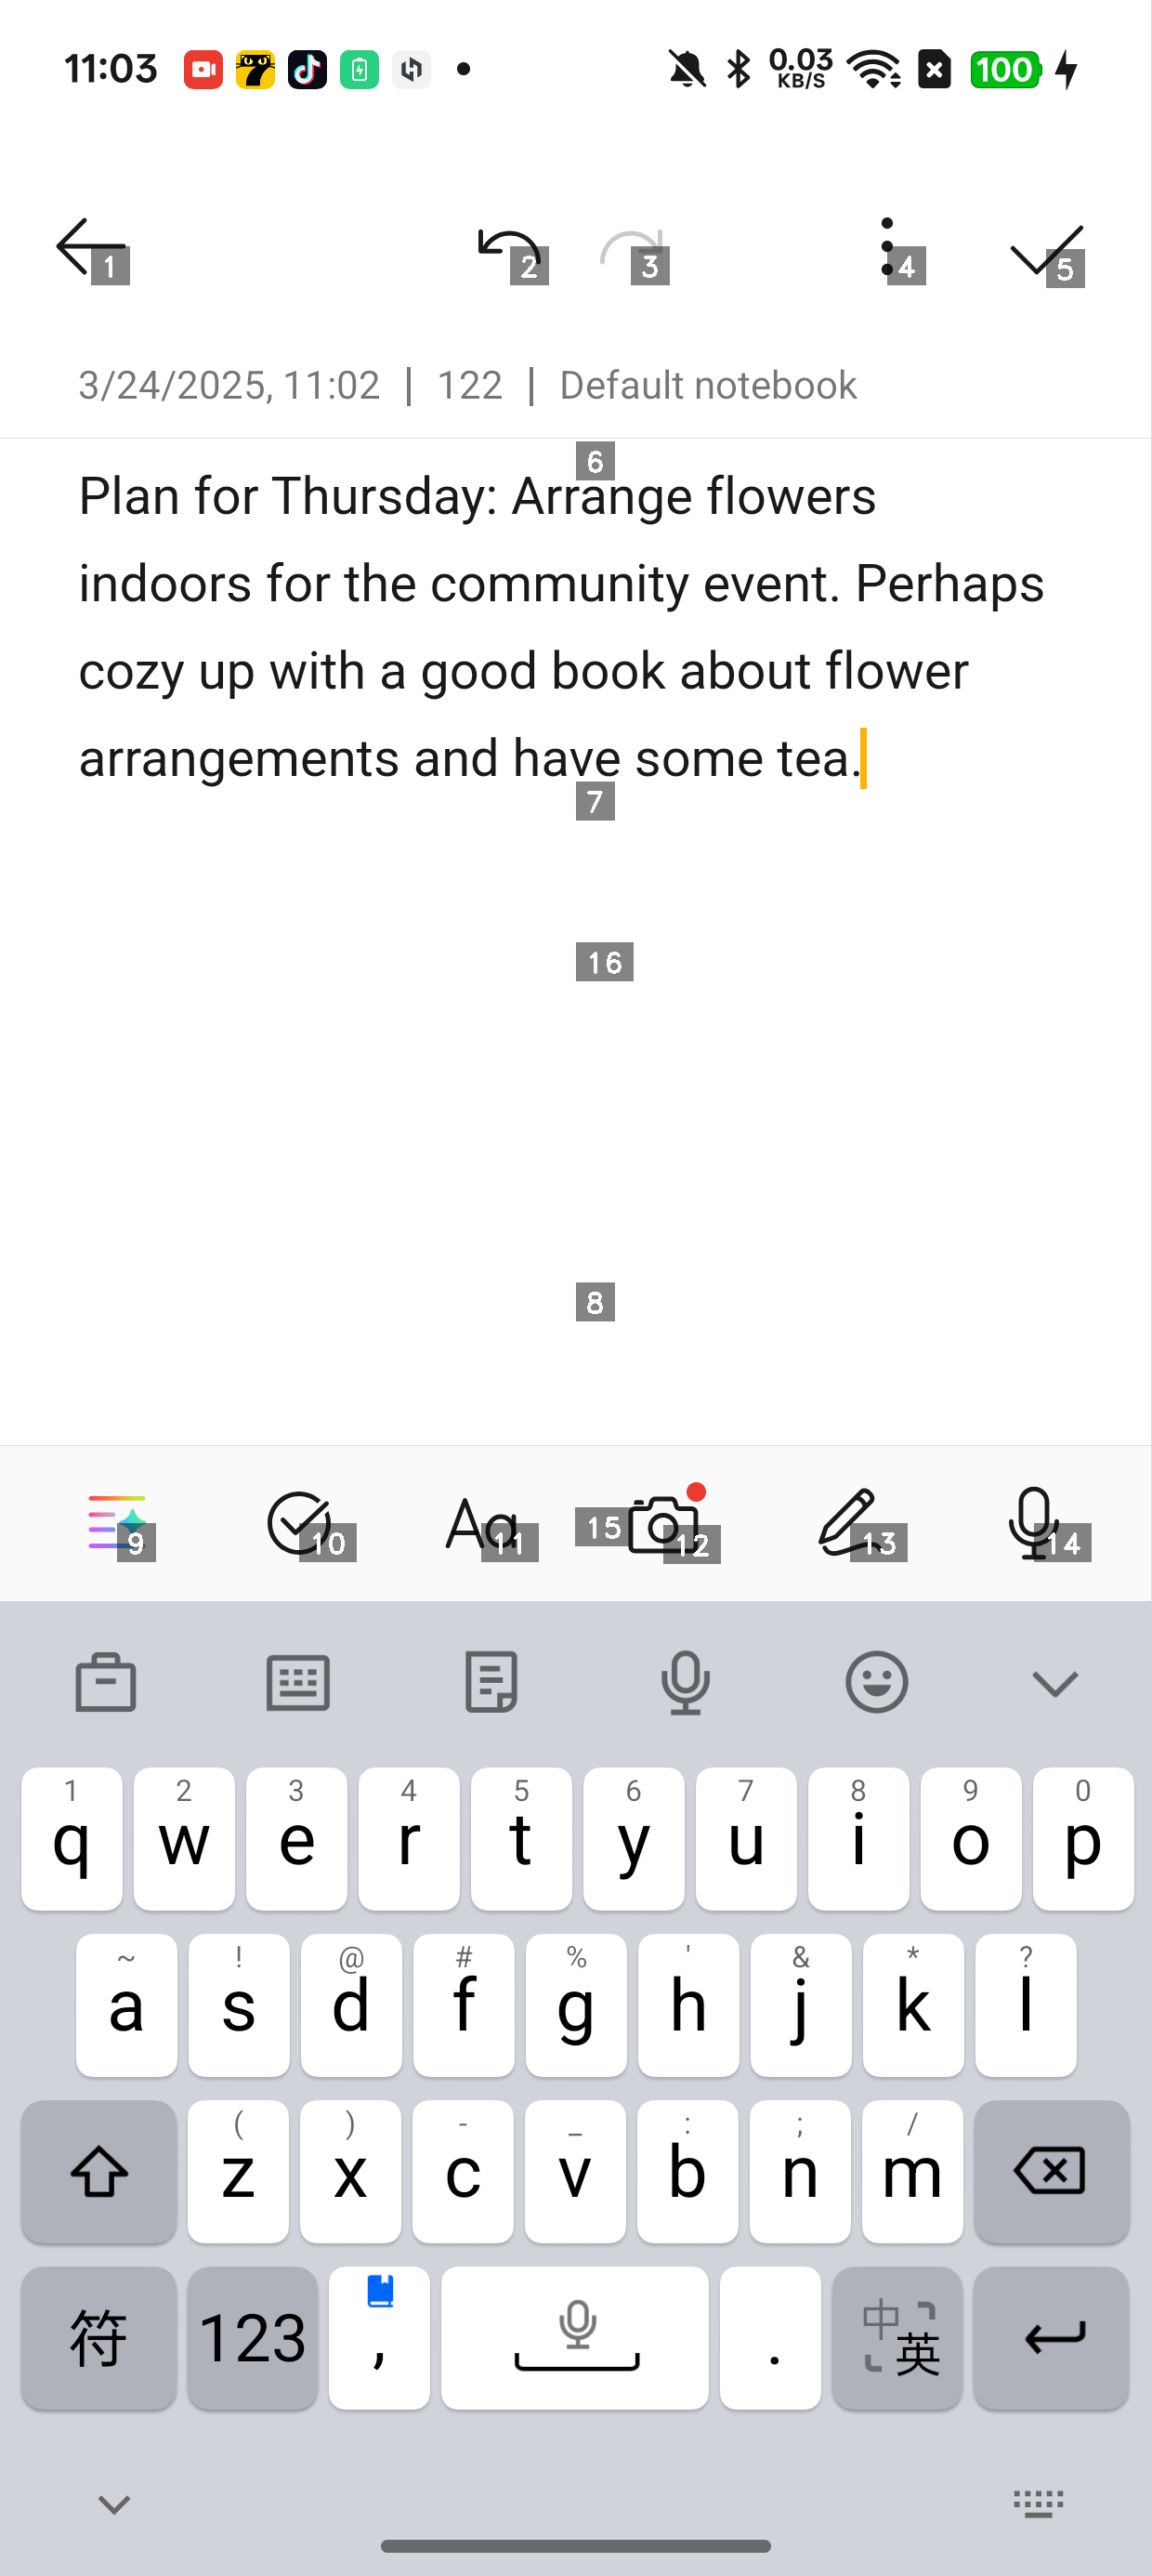 11:03 0.03 KB/S 100
1 2 3 4 5
3/24/2025, 11:02 | 122 | Default notebook
6
Plan for Thursday: Arrange flowers
indoors for the community event. Perhaps
cozy up with a good book about flower
arrangements and have some tea.
7
16
8
9 10 Aa 11 15 12 13 14
1 2 3 4 5 6 7 8 9 0
q w e r t y u i o p
~ ! @ # % ' & * ?
a s d f g h j k l
( ) - _ : ; /
z x c v b n m
符 123 , . 中 英